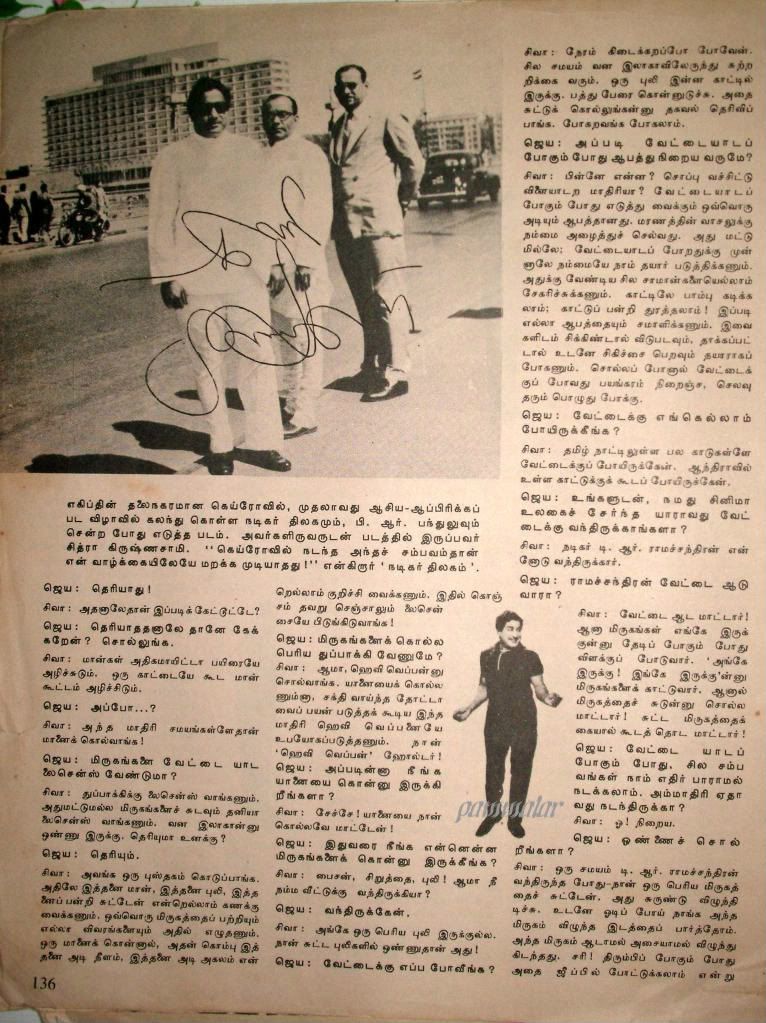 எகிப்தின் தலைநகரமான கெய்ரோவில், முதலாவது ஆசிய-ஆப்பிரிக்கப்
பட விழாவில் கலந்து கொள்ள நடிகர் திலகமும், பி. ஆர். பந்துலுவும்
சென்ற போது எடுத்த படம். அவர்களிருவருடன் படத்தில் இருப்பவர்
சித்ரா கிருஷ்ணசாமி. ''கெய்ரோவில் நடந்த அந்தச் சம்பவம்தான்
என் வாழ்க்கையிலேயே மறக்க முடியாதது!'' என்கிறார் 'நடிகர் திலகம்'.
ஜெய: தெரியாது!
சிவா: அதனாலேதான் இப்படிக் கேட்டூட்டே?
ஜெய: தெரியாததனாலே தானே கேக்
கறேன்? சொல்லுங்க.
சிவா: மான்கள் அதிகமாயிட்டா பயிரையே
அழிச்சுடும். ஒரு காட்டையே கூட மான்
கூட்டம் அழிச்சிடும்.
ஜெய: அப்போ...?
சிவா: அந்த மாதிரி சமயங்கள்லேதான்
மானைக் கொல்வாங்க!
ஜெய: மிருகங்களை வேட்டை யாட
லைசென்ஸ் வேண்டுமா?
சிவா: துப்பாக்கிக்கு லைசென்ஸ் வாங்கணும்.
அதுமட்டுமல்ல மிருகங்களைச் சுடவும் தனியா
லைசென்ஸ் வாங்கணும். வன இலாகான்னு
ஒண்ணு இருக்கு. தெரியுமா உனக்கு?
ஜெய: தெரியும்.
சிவா: அவங்க ஒரு புஸ்தகம் கொடுப்பாங்க.
அதிலே இத்தனை மான், இத்தனை புலி, இத்த
னைப் பன்றி சுட்டேன் என்றெல்லாம் கணக்கு
வைக்கணும். ஒவ்வொரு மிருகத்தைப் பற்றியும்
எல்லா விவரங்களையும் அதில் எழுதணும்.
ஒரு மானைக் கொன்றால், அதன் கொம்பு இத்
தனை அடி நீளம், இத்தனை அடி அகலம் என்
136
றெல்லாம் குறிச்சி வைக்கணும். இதில் கொஞ்
சம் தவறு செஞ்சாலும் லைசென்
சையே பிடுங்கிடுவாங்க!
ஜெய: மிருகங்களைக் கொல்ல
பெரிய துப்பாக்கி வேணுமே?
சிவா: ஆமா, ஹெவி வெப்பன்னு
சொல்வாங்க. யானையைக் கொல்ல
ணும்னா, சக்தி வாய்ந்த தோட்டா
வைப் பயன் படுத்தக் கூடிய இந்த
மாதிரி ஹெவி வெப்பனையே
உபயோகப்படுத்தணும். நான்
'ஹெவி வெப்பன்' ஹோல்டர்!
ஜெய: அப்படின்னா நீங்க
யானையை கொன்னு இருக்கி
றீங்களா?
சிவா: சேச்சே! யானையை நான்
கொல்லவே மாட்டேன்!
ஜெய: இதுவரை நீங்க என்னென்ன
மிருகங்களைக் கொன்னு இருக்கீங்க?
சிவா: பைசன், சிறுத்தை, புலி! ஆமா நீ
நம்ம வீட்டுக்கு வந்திருக்கியா?
ஜெய: வந்திருக்கேன்.
சிவா: அங்கே ஒரு பெரிய புலி இருக்குல்ல.
நான் சுட்ட புலிகளில் ஒண்ணுதான் அது!
ஜெய: வேட்டைக்கு எப்ப போவீங்க?
pammalar
சிவா: நேரம் கிடைக்கறப்போ போவேன்.
சில சமயம் வன இலாகாவிலேருந்து சுற்ற
றிக்கை வரும். ஒரு புலி இன்ன காட்டில்
இருக்கு. பத்து பேரை கொன்னுடுச்சு. அதை
சுட்டுக் கொல்லுங்கன்னு தகவல் தெரிவிப்
பாங்க. போகறவங்க போகலாம்.
ஜெய: அப்படி வேட்டையாடப்
போகும்போது ஆபத்துநிறைய வருமே?
சிவா: பின்னே என்ன? சொப்பு வச்சிட்டு
விளையாடற மாதிரியா? வேட்டையாடப்
போகும் போது எடுத்து வைக்கும் ஒவ்வொரு
அடியும் ஆபத்தானது. மரணத்தின் வாசலுக்கு
நம்மை அழைத்துச் செல்வது. அது மட்டு
மில்லே; வேட்டையாடப் போறதுக்கு முன்
னாலே நம்மையே நாம் தயார் படுத்திக்கணும்.
அதுக்கு வேண்டிய சில சாமான்களையெல்லாம்
சேகரிச்சுக்கணும். காட்டிலே பாம்பு கடிக்க
லாம்; காட்டுப் பன்றி துரத்தலாம்! இப்படி
எல்லா ஆபத்தையும் சமாளிக்கணும். இவை
களிடம் சிக்கிண்டால் விடுபடவும், தாக்கப்பட்
டால் உடனே சிகிச்சை பெறவும் தயாராகப்
போகணும். சொல்லப் போனால் வேட்டைக்
குப் போவது பயங்கரம் நிறைஞ்ச, செலவு
தரும் பொழுது போக்கு.
ஜெய: வேட்டைக்கு எங்கெல்லாம்
போயிருக்கீங்க?
சிவா: தமிழ் நாட்டிலுள்ள பல காடுகள்ளே
வேட்டைக்குப் போயிருக்கேன். ஆந்திராவில்
உள்ள காட்டுக்குக் கூடப் போயிருக்கேன்.
ஜெய: உங்களுடன், நமது சினிமா
உலகைச் சேர்ந்த யாராவது வேட்
டைக்கு வந்திருக்காங்களா?
சிவா: நடிகர் டி. ஆர். ராமச்சந்திரன் என்
னோடு வந்திருக்கார்.
ஜெய: ராமச்சந்திரன் வேட்டை ஆடு
வாரா?
சிவா: வேட்டை ஆட மாட்டார்!
ஆனா மிருகங்கள் எங்கே இருக்
குன்னு தேடிப் போகும் போது
விளக்குப் போடுவார். 'அங்கே
இருக்கு! இங்கே இருக்கு'ன்னு
மிருகங்களைக் காட்டுவார். ஆனால்
மிருகத்தைச் சுடுன்னு சொல்ல
மாட்டார்! சுட்ட மிருகத்தைக்
கையால் கூடத் தொட மாட்டார்!
ஜெய: வேட்டை யாடப்
போகும் போது, சில சம்ப
வங்கள் நாம் எதிர் பாராமல்
நடக்கலாம். அம்மாதிரி ஏதா
வது நடந்திருக்கா?
சிவா: ஓ! நிறைய.
ஜெய: ஒண்ணைச் சொல்
றீங்களா?
சிவா: ஒரு சமயம் டி. ஆர். ராமச்சந்திரன்
வந்திருந்த போது-நான் ஒரு பெரிய மிருகத்
தைச் சுட்டேன். அது சுருண்டு விழுந்தி
டிச்சு. உடனே ஓடிப் போய் நாங்க அந்த
மிருகம் விழுந்த இடத்தைப் பார்த்தோம்.
அந்த மிருகம் ஆடாமல் அசையாமல் விழுந்து
கிடந்தது. சரி! திரும்பிப் போகும் போது
அதை ஜீப்பில் போட்டுக்கலாம் என்று